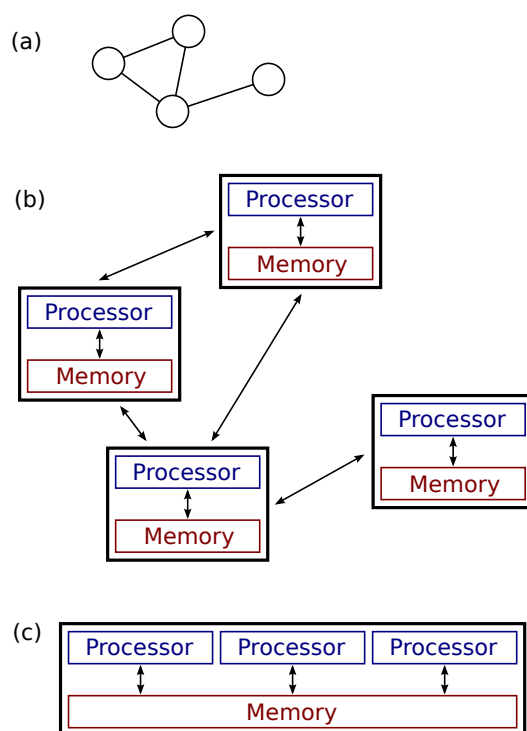 (a)
(b)
Processor
Memory
Processor
Memory
Processor
Memory
Processor
Memory
(c)
Processor Processor Processor
Memory